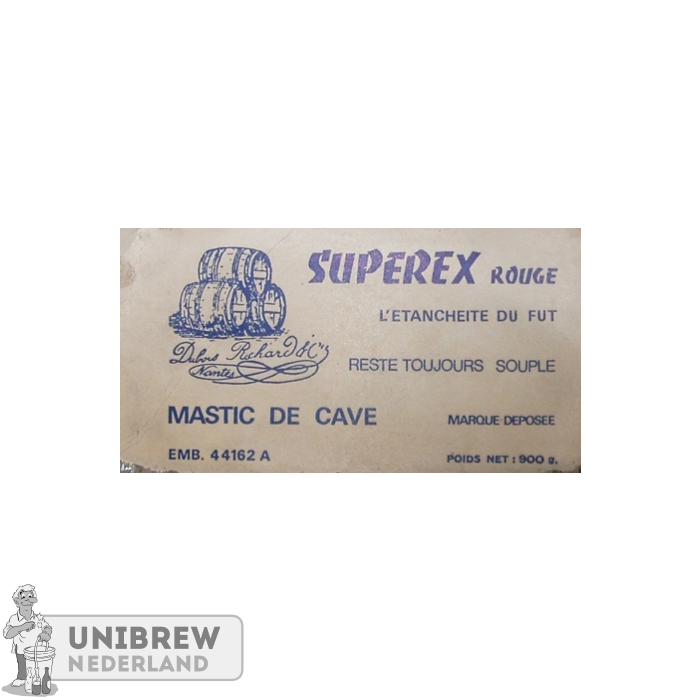 SUPEREX ROUGE
L'ETANCHEITE DU FUT
Dubois Richard & Cie
Nantes
RESTE TOUJOURS SOUPLE
MASTIC DE CAVE
MARQUE DEPOSEE
EMB. 44162 A
POIDS NET : 900 g.
UNIBREW
NEDERLAND